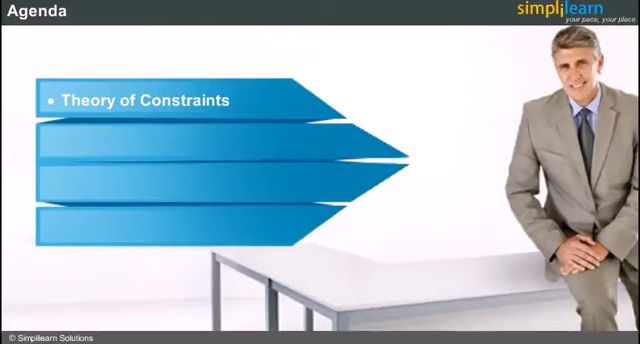 Agenda
simplilearn
your pace, your place
• Theory of Constraints
© Simplilearn Solutions